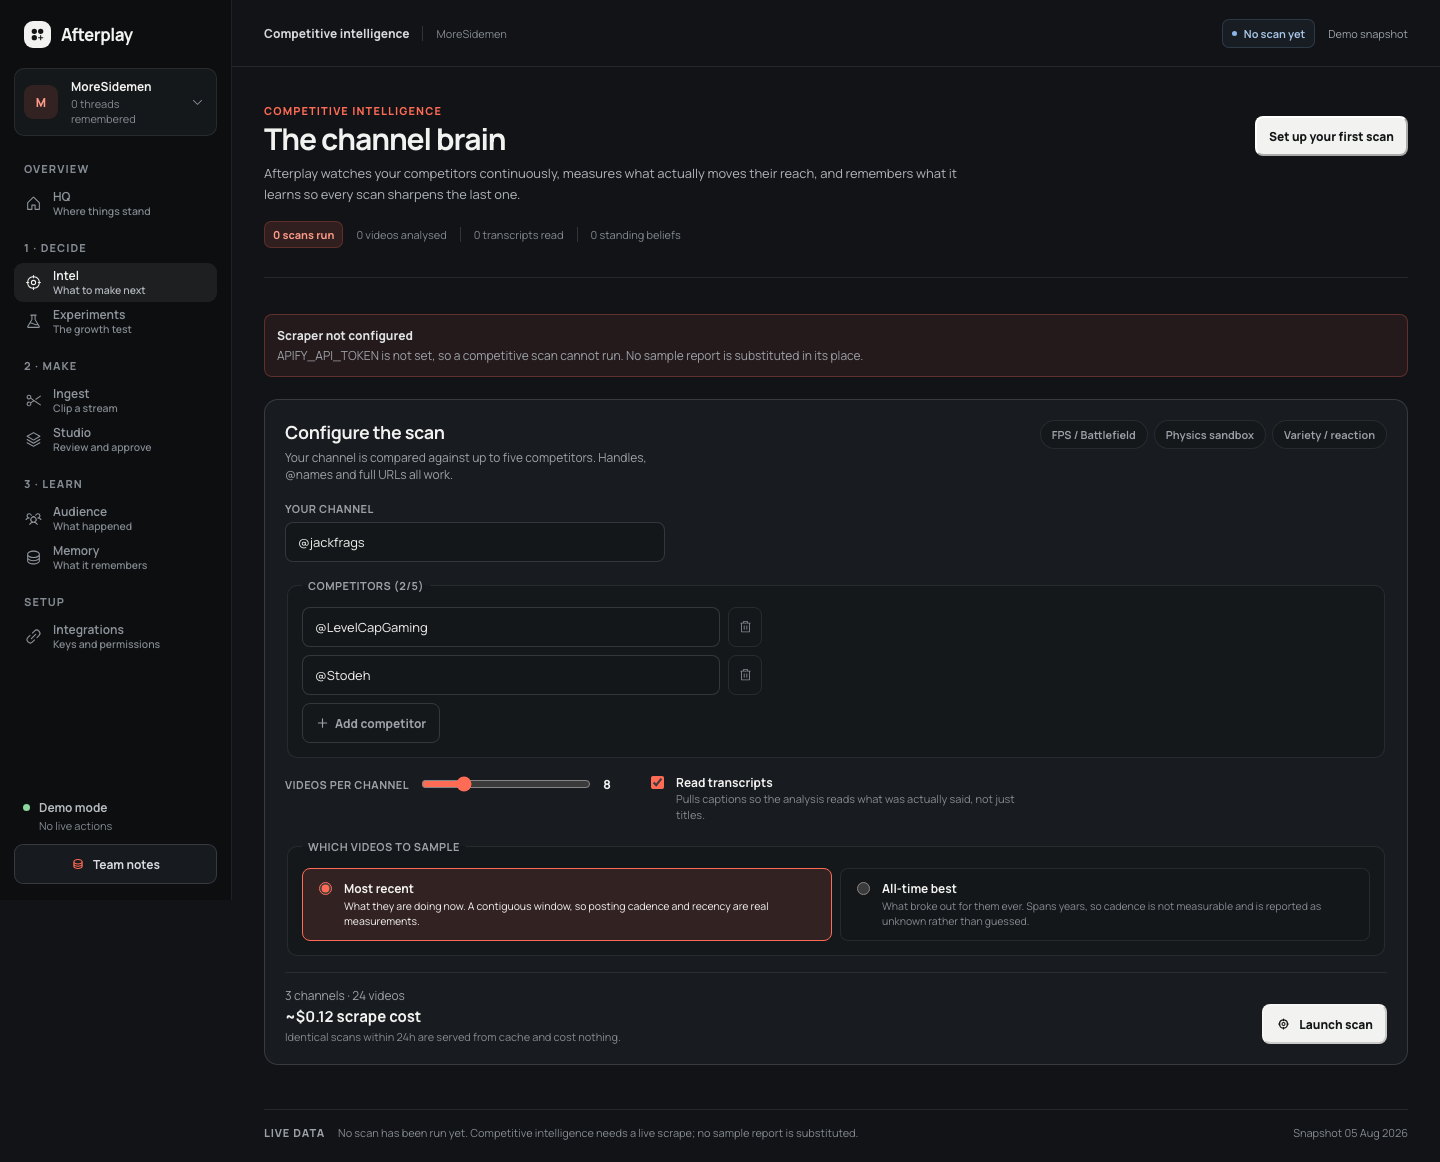 Afterplay
M
MoreSidemen
0 threads
remembered
OVERVIEW
HQ
Where things stand
1 · DECIDE
Intel
What to make next
Experiments
The growth test
2 · MAKE
Ingest
Clip a stream
Studio
Review and approve
3 · LEARN
Audience
What happened
Memory
What it remembers
SETUP
Integrations
Keys and permissions
Demo mode
No live actions
Team notes
Competitive intelligence
MoreSidemen
No scan yet
Demo snapshot
COMPETITIVE INTELLIGENCE
The channel brain
Afterplay watches your competitors continuously, measures what actually moves their reach, and remembers what it
learns so every scan sharpens the last one.
Set up your first scan
0 scans run
0 videos analysed
0 transcripts read
0 standing beliefs
Scraper not configured
APIFY_API_TOKEN is not set, so a competitive scan cannot run. No sample report is substituted in its place.
Configure the scan
Your channel is compared against up to five competitors. Handles,
@names and full URLs all work.
FPS / Battlefield
Physics sandbox
Variety / reaction
YOUR CHANNEL
@jackfrags
COMPETITORS (2/5)
@LevelCapGaming
@Stodeh
Add competitor
VIDEOS PER CHANNEL
8
Read transcripts
Pulls captions so the analysis reads what was actually said, not just
titles.
WHICH VIDEOS TO SAMPLE
Most recent
What they are doing now. A contiguous window, so posting cadence and recency are real
measurements.
All-time best
What broke out for them ever. Spans years, so cadence is not measurable and is reported as
unknown rather than guessed.
3 channels · 24 videos
~$0.12 scrape cost
Identical scans within 24h are served from cache and cost nothing.
Launch scan
LIVE DATA
No scan has been run yet. Competitive intelligence needs a live scrape; no sample report is substituted.
Snapshot 05 Aug 2026